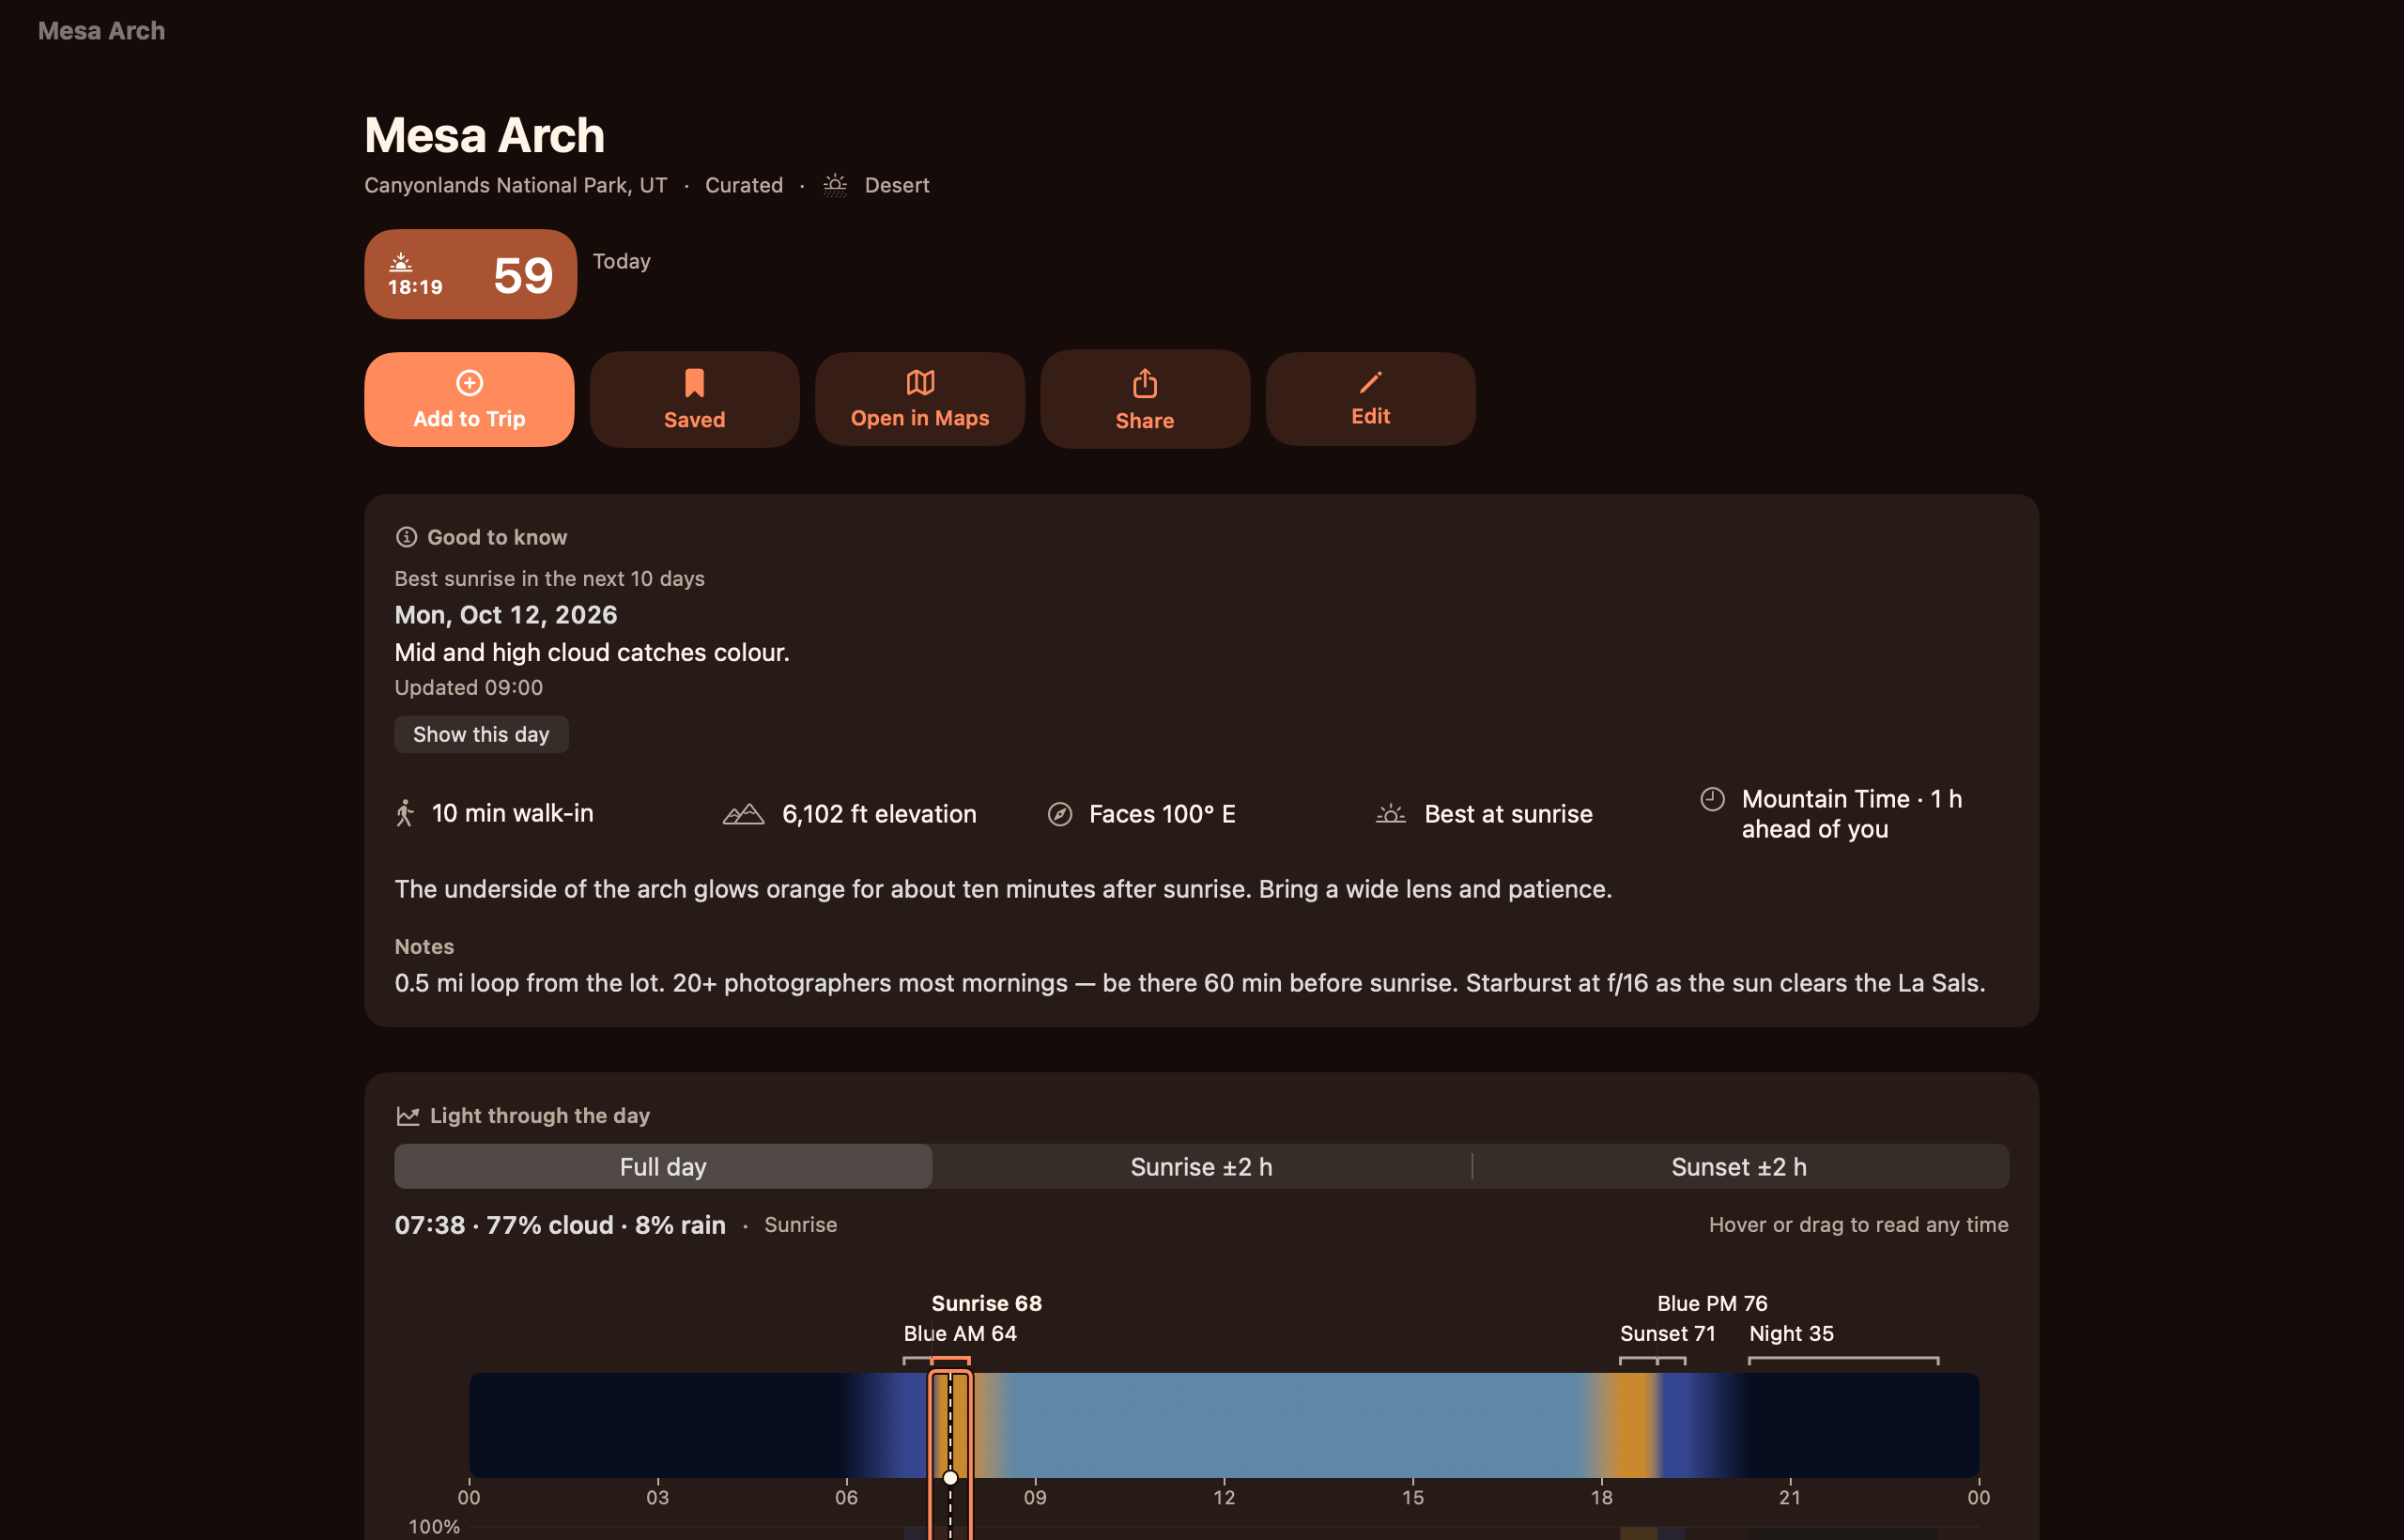 Mesa Arch
Mesa Arch
Canyonlands National Park, UT · Curated · Desert
18:19
59
Today
Add to Trip
Saved
Open in Maps
Share
Edit
Good to know
Best sunrise in the next 10 days
Mon, Oct 12, 2026
Mid and high cloud catches colour.
Updated 09:00
Show this day
10 min walk-in
6,102 ft elevation
Faces 100° E
Best at sunrise
Mountain Time · 1 h
ahead of you
The underside of the arch glows orange for about ten minutes after sunrise. Bring a wide lens and patience.
Notes
0.5 mi loop from the lot. 20+ photographers most mornings — be there 60 min before sunrise. Starburst at f/16 as the sun clears the La Sals.
Light through the day
Full day
Sunrise ±2 h
Sunset ±2 h
07:38 · 77% cloud · 8% rain · Sunrise
Hover or drag to read any time
Sunrise 68
Blue PM 76
Blue AM 64
Sunset 71
Night 35
00 03 06 09 12 15 18 21 00
100%